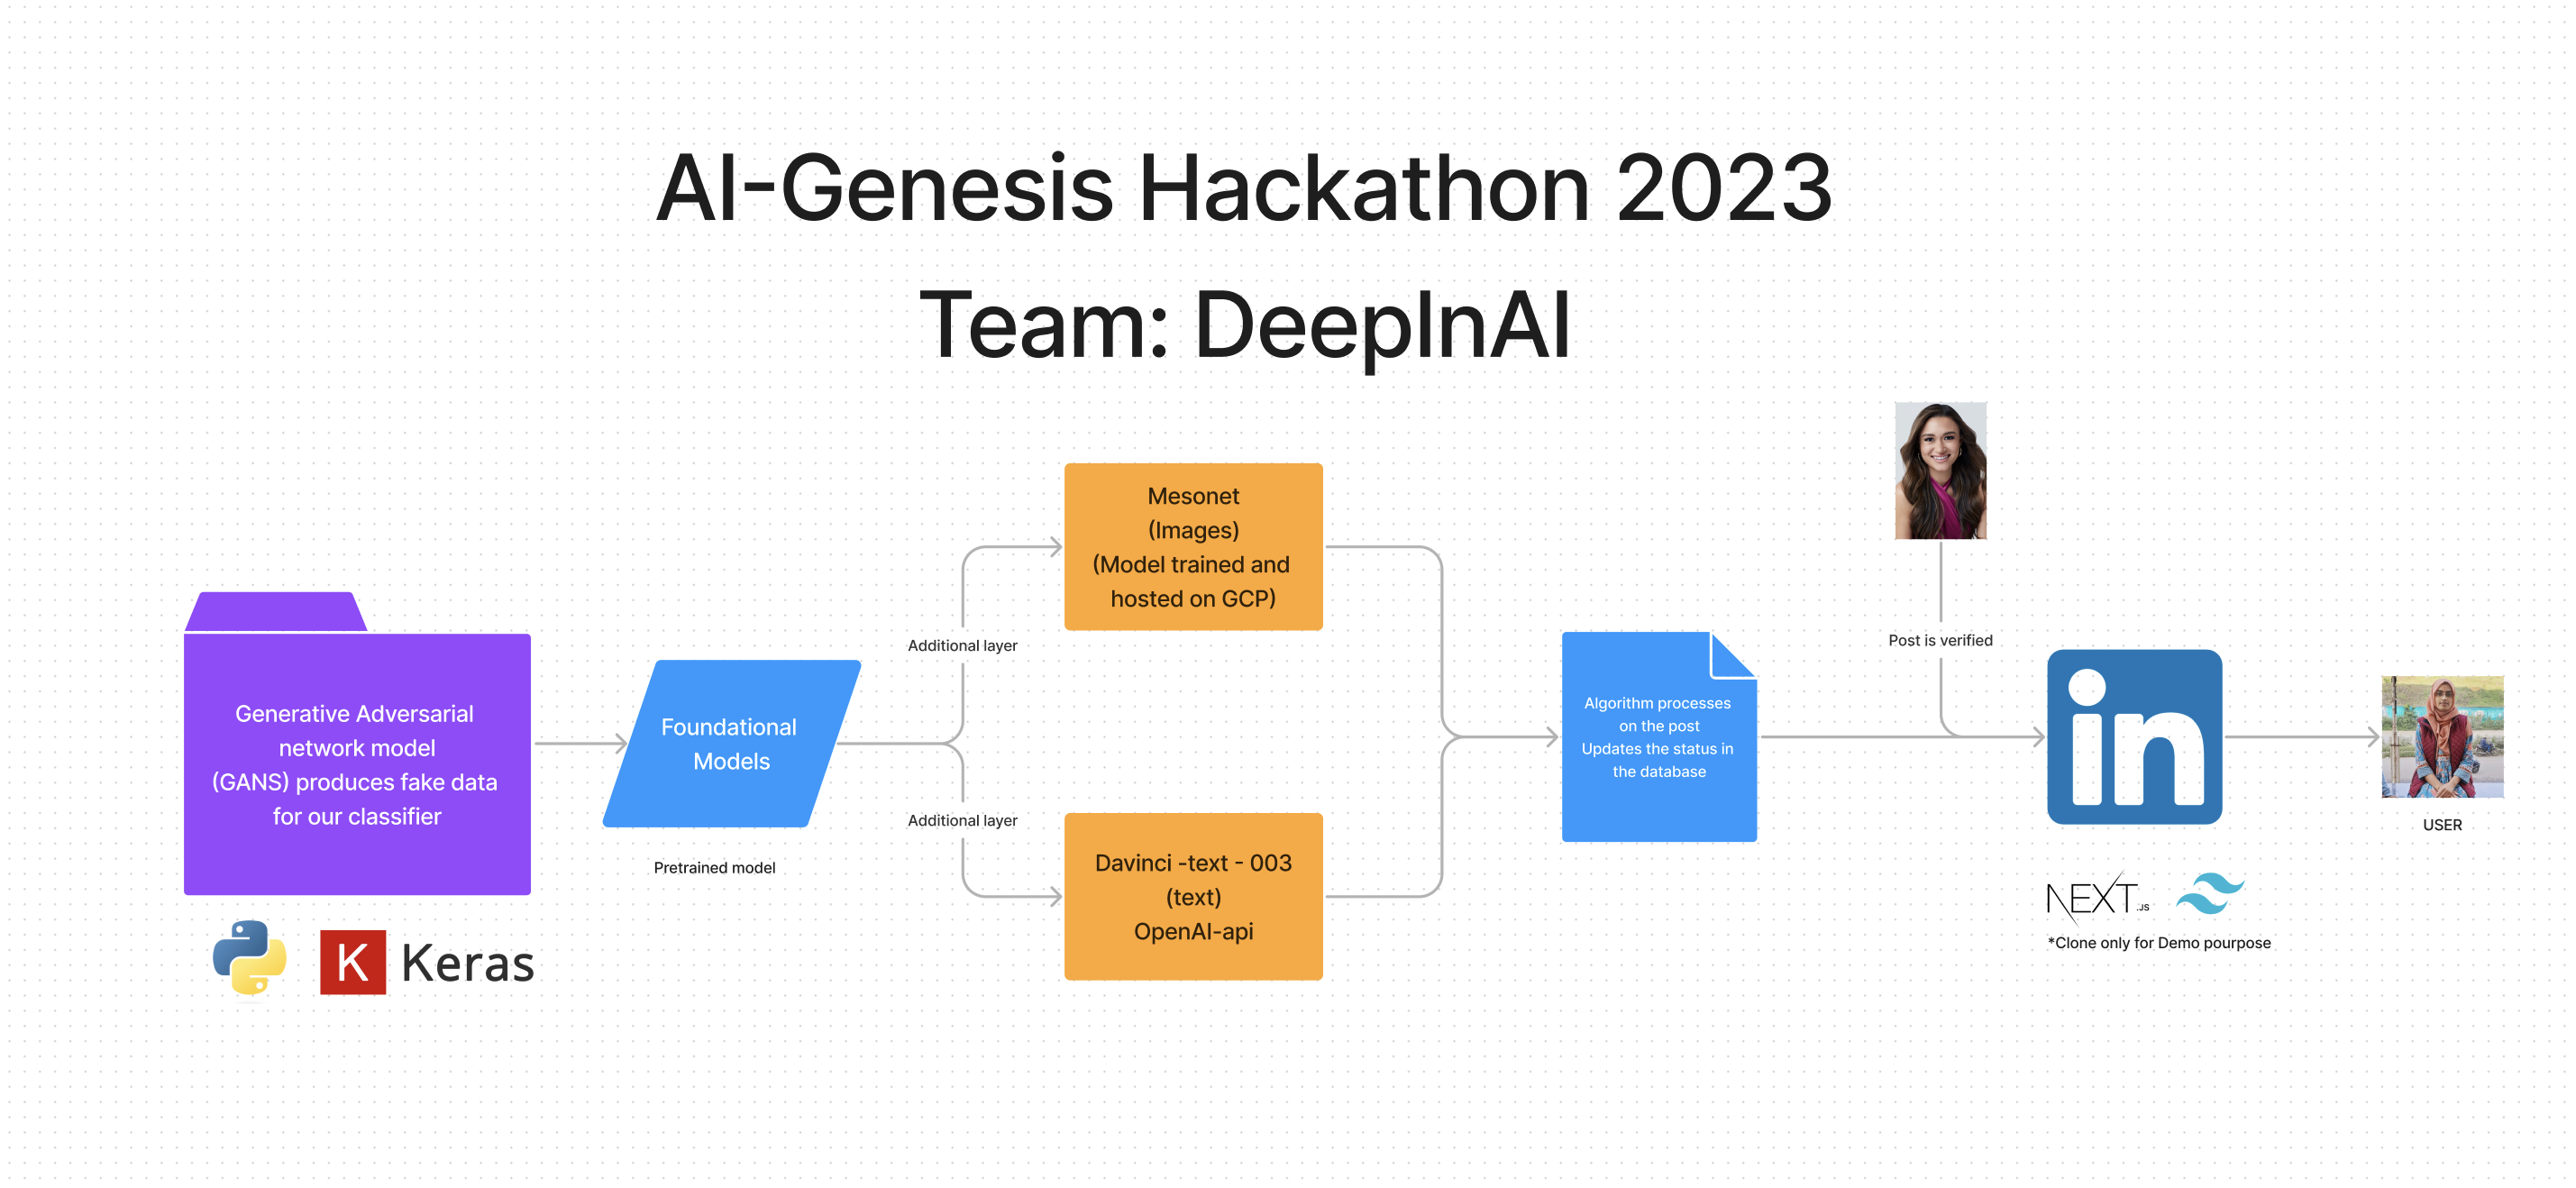 AI-Genesis Hackathon 2023
Team: DeepInAI
Generative Adversarial
network model
(GANS) produces fake data
for our classifier
K Keras
Foundational
Models
Pretrained model
Additional layer
Additional layer
Mesonet
(Images)
(Model trained and
hosted on GCP)
Davinci -text - 003
(text)
OpenAI-api
Algorithm processes
on the post
Updates the status in
the database
Post is verified
in
NEXT.JS
*Clone only for Demo pourpose
USER